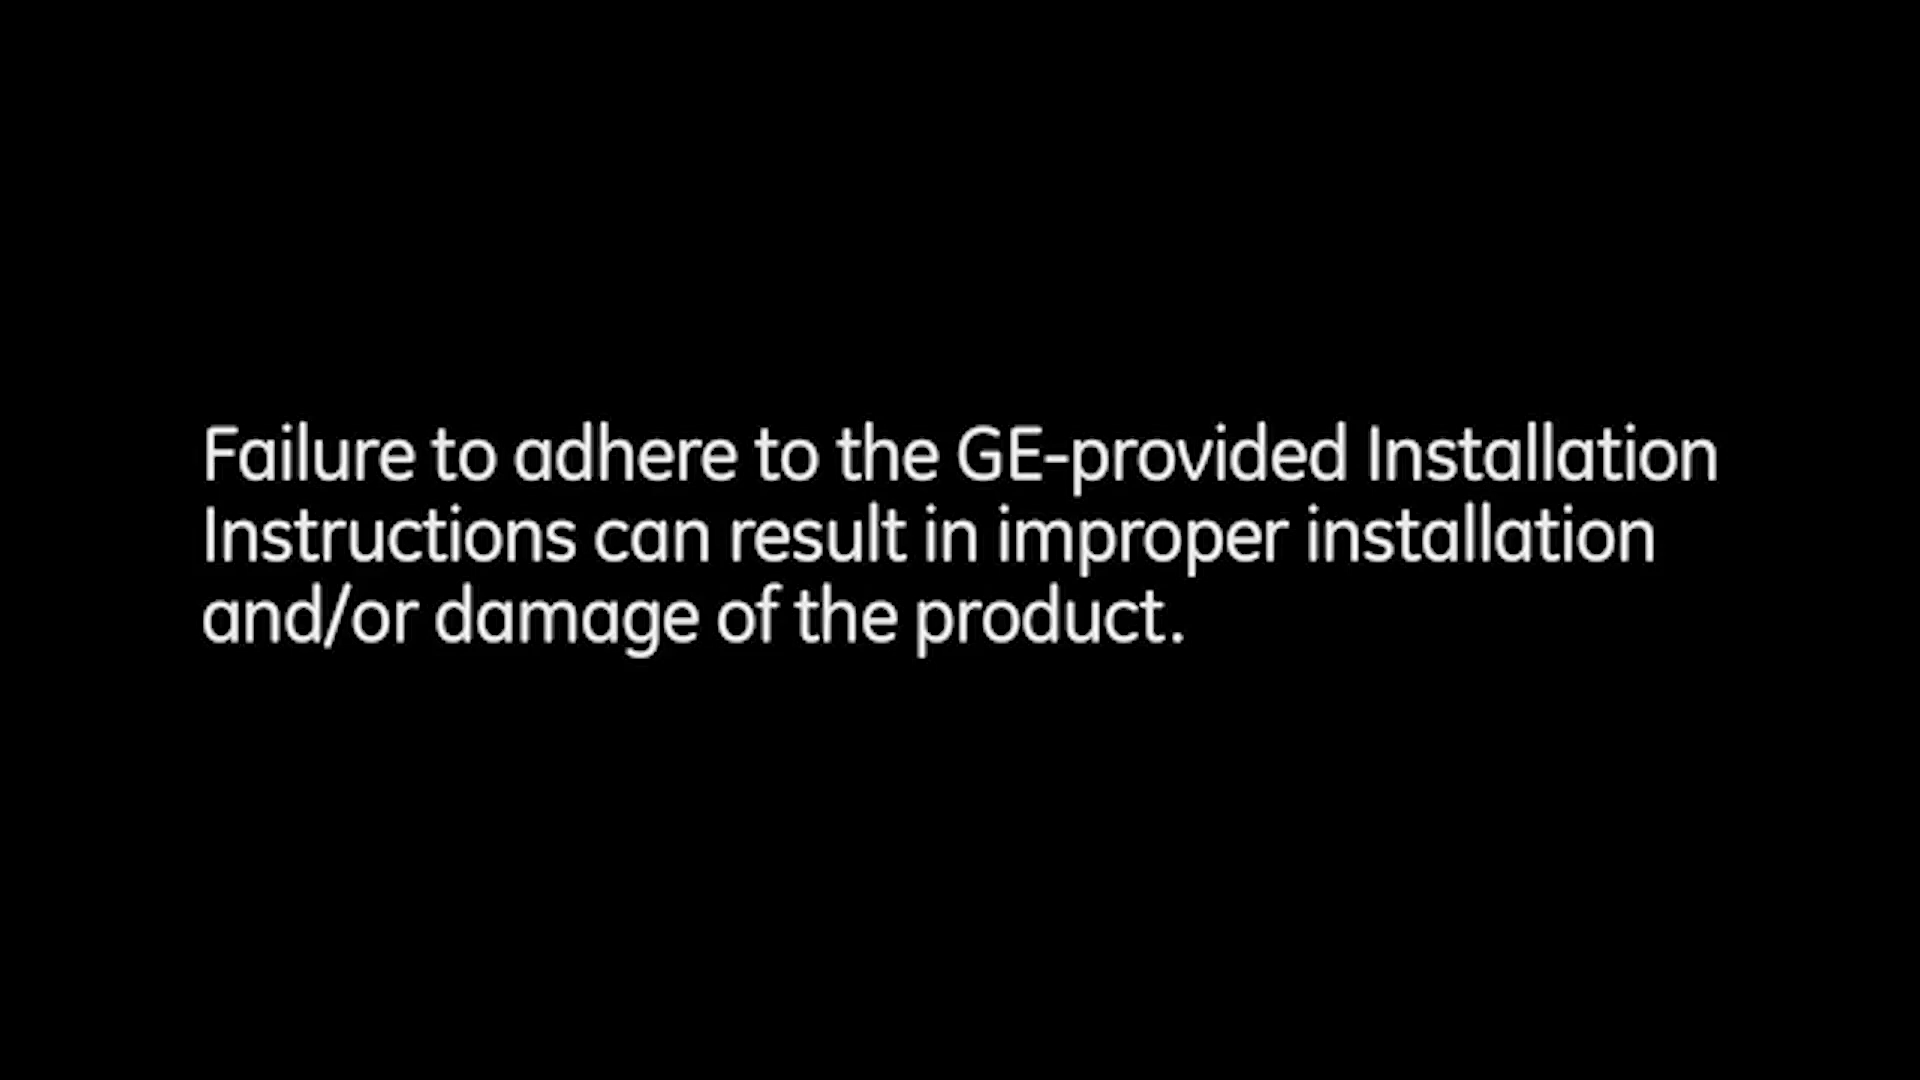 Failure to adhere to the GE-provided Installation
Instructions can result in improper installation
and/or damage of the product.